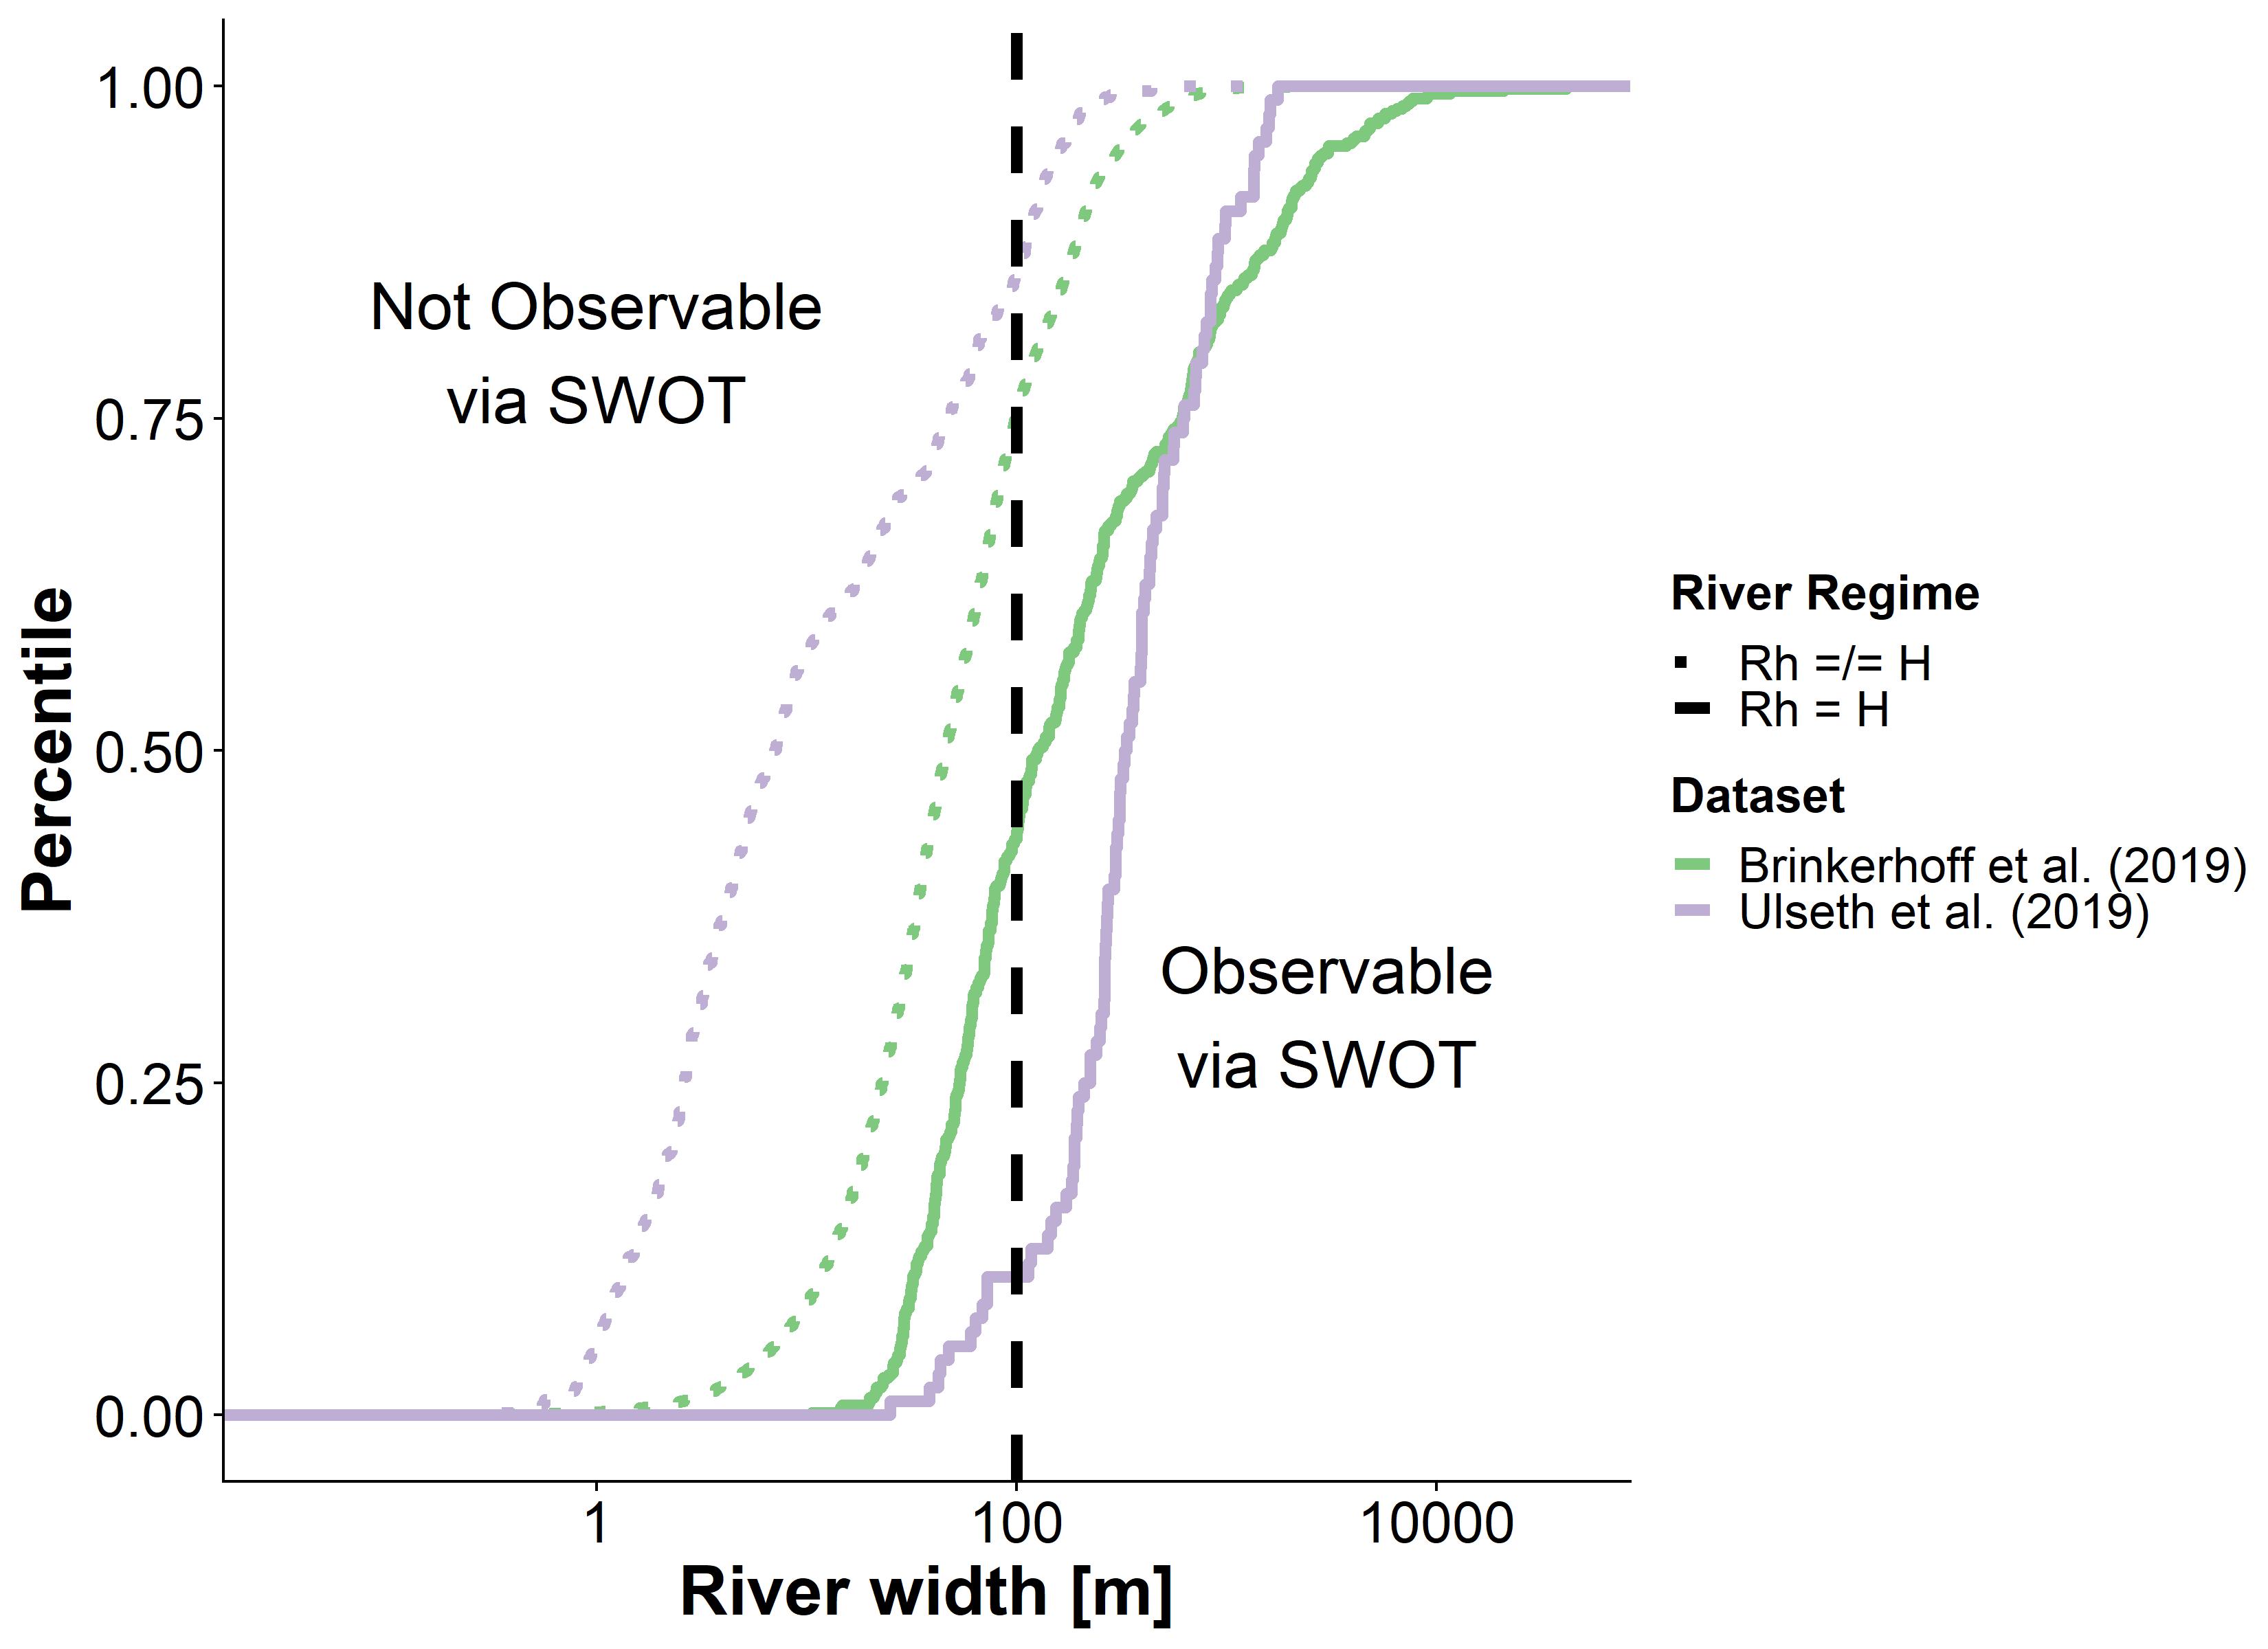 1.00
0.75
0.50
0.25
0.00
Percentile
Not Observable
via SWOT
Observable
via SWOT
1
100
10000
River width [m]
River Regime
Rh =/= H
Rh = H
Dataset
Brinkerhoff et al. (2019)
Ulseth et al. (2019)